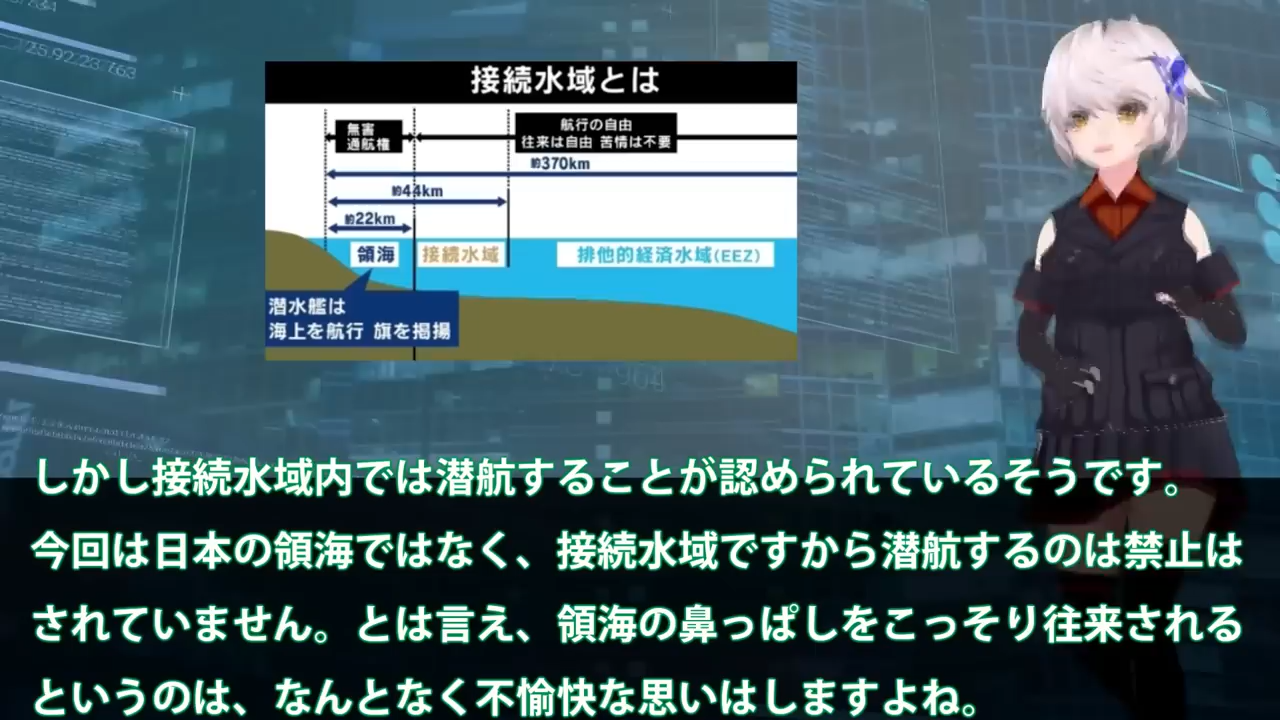 25.92.23.763
接続水域とは
無害
通航権
航行の自由
往来は自由 苦情は不要
約370km
約44km
約22km
領海
接続水域
排他的経済水域(EEZ)
潜水艦は
海上を航行 旗を掲揚
904
しかし接続水域内では潜航することが認められているそうです。
今回は日本の領海ではなく、接続水域ですから潜航するのは禁止は
されていません。とは言え、領海の鼻っぱしをこっそり往来される
というのは、なんとなく不愉快な思いはしますよね。